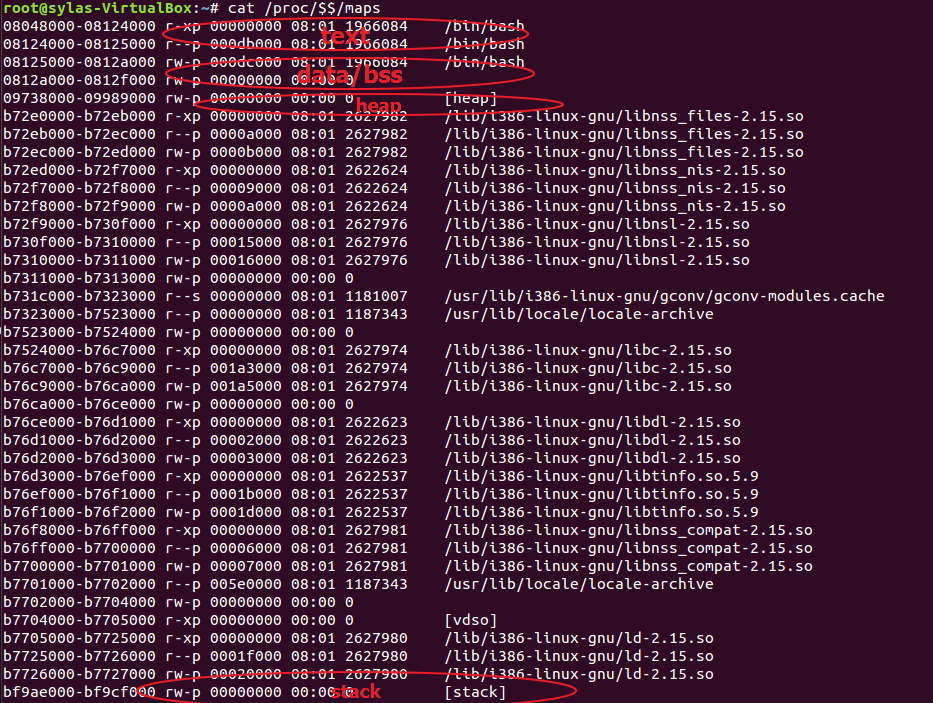 root@sylas-VirtualBox:~# cat /proc/$$/maps
08048000-08124000 r-xp 00000000 08:01 1966084 /bin/bash
text
08124000-08125000 r--p 000db000 08:01 1966084 /bin/bash
08125000-0812a000 rw-p 000dc000 08:01 1966084 /bin/bash
data/bss
0812a000-0812f000 rw-p 00000000 00:00 0
09738000-09989000 rw-p 00000000 00:00 0 [heap]
heap
b72e0000-b72eb000 r-xp 00000000 08:01 2627982 /lib/i386-linux-gnu/libnss_files-2.15.so
b72eb000-b72ec000 r--p 0000a000 08:01 2627982 /lib/i386-linux-gnu/libnss_files-2.15.so
b72ec000-b72ed000 rw-p 0000b000 08:01 2627982 /lib/i386-linux-gnu/libnss_files-2.15.so
b72ed000-b72f7000 r-xp 00000000 08:01 2622624 /lib/i386-linux-gnu/libnss_nis-2.15.so
b72f7000-b72f8000 r--p 00009000 08:01 2622624 /lib/i386-linux-gnu/libnss_nis-2.15.so
b72f8000-b72f9000 rw-p 0000a000 08:01 2622624 /lib/i386-linux-gnu/libnss_nis-2.15.so
b72f9000-b730f000 r-xp 00000000 08:01 2627976 /lib/i386-linux-gnu/libnsl-2.15.so
b730f000-b7310000 r--p 00015000 08:01 2627976 /lib/i386-linux-gnu/libnsl-2.15.so
b7310000-b7311000 rw-p 00016000 08:01 2627976 /lib/i386-linux-gnu/libnsl-2.15.so
b7311000-b7313000 rw-p 00000000 00:00 0
b731c000-b7323000 r--s 00000000 08:01 1181007 /usr/lib/i386-linux-gnu/gconv/gconv-modules.cache
b7323000-b7523000 r--p 00000000 08:01 1187343 /usr/lib/locale/locale-archive
b7523000-b7524000 rw-p 00000000 00:00 0
b7524000-b76c7000 r-xp 00000000 08:01 2627974 /lib/i386-linux-gnu/libc-2.15.so
b76c7000-b76c9000 r--p 001a3000 08:01 2627974 /lib/i386-linux-gnu/libc-2.15.so
b76c9000-b76ca000 rw-p 001a5000 08:01 2627974 /lib/i386-linux-gnu/libc-2.15.so
b76ca000-b76ce000 rw-p 00000000 00:00 0
b76ce000-b76d1000 r-xp 00000000 08:01 2622623 /lib/i386-linux-gnu/libdl-2.15.so
b76d1000-b76d2000 r--p 00002000 08:01 2622623 /lib/i386-linux-gnu/libdl-2.15.so
b76d2000-b76d3000 rw-p 00003000 08:01 2622623 /lib/i386-linux-gnu/libdl-2.15.so
b76d3000-b76ef000 r-xp 00000000 08:01 2622537 /lib/i386-linux-gnu/libtinfo.so.5.9
b76ef000-b76f1000 r--p 0001b000 08:01 2622537 /lib/i386-linux-gnu/libtinfo.so.5.9
b76f1000-b76f2000 rw-p 0001d000 08:01 2622537 /lib/i386-linux-gnu/libtinfo.so.5.9
b76f8000-b76ff000 r-xp 00000000 08:01 2627981 /lib/i386-linux-gnu/libnss_compat-2.15.so
b76ff000-b7700000 r--p 00006000 08:01 2627981 /lib/i386-linux-gnu/libnss_compat-2.15.so
b7700000-b7701000 rw-p 00007000 08:01 2627981 /lib/i386-linux-gnu/libnss_compat-2.15.so
b7701000-b7702000 r--p 005e0000 08:01 1187343 /usr/lib/locale/locale-archive
b7702000-b7704000 rw-p 00000000 00:00 0
b7704000-b7705000 r-xp 00000000 00:00 0 [vdso]
b7705000-b7725000 r-xp 00000000 08:01 2627980 /lib/i386-linux-gnu/ld-2.15.so
b7725000-b7726000 r--p 0001f000 08:01 2627980 /lib/i386-linux-gnu/ld-2.15.so
b7726000-b7727000 rw-p 00020000 08:01 2627980 /lib/i386-linux-gnu/ld-2.15.so
bf9ae000-bf9cf000 rw-p 00000000 00:00 0 [stack]
stack